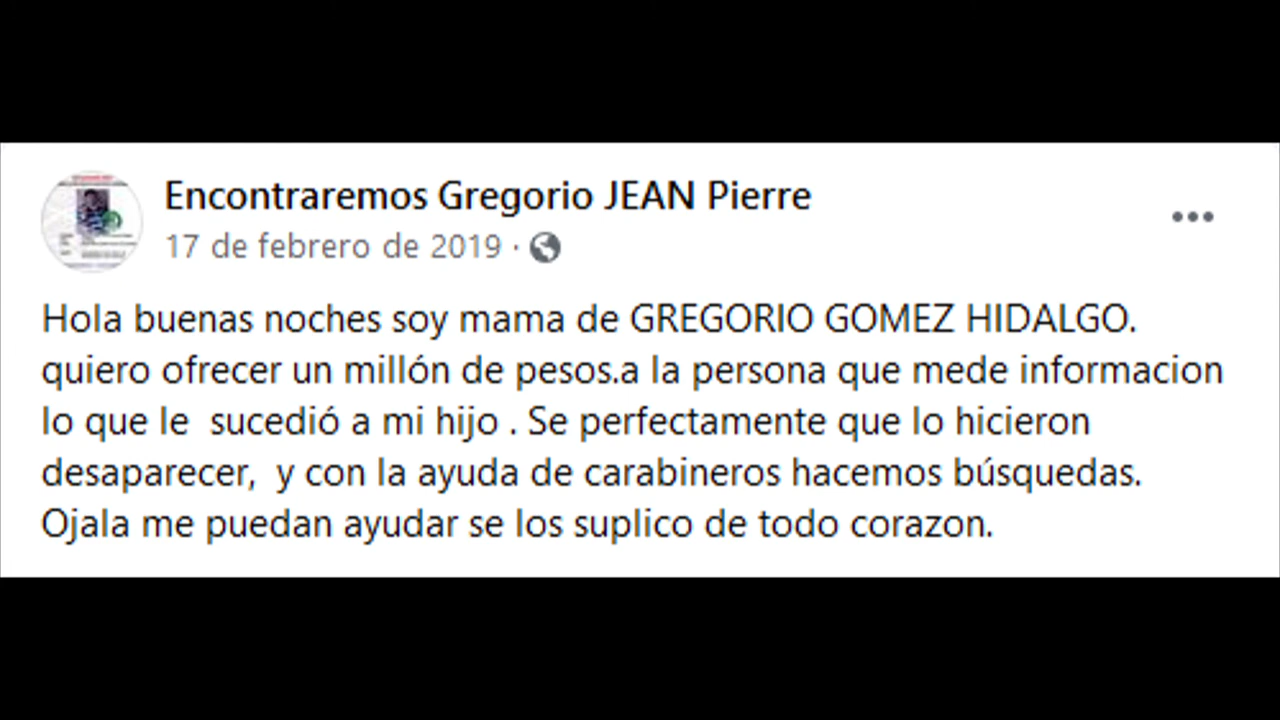 Encontraremos Gregorio JEAN Pierre
17 de febrero de 2019 ·
Hola buenas noches soy mama de GREGORIO GOMEZ HIDALGO.
quiero ofrecer un millón de pesos.a la persona que mede informacion
lo que le  sucedió a mi hijo . Se perfectamente que lo hicieron
desaparecer,  y con la ayuda de carabineros hacemos búsquedas.
Ojala me puedan ayudar se los suplico de todo corazon.